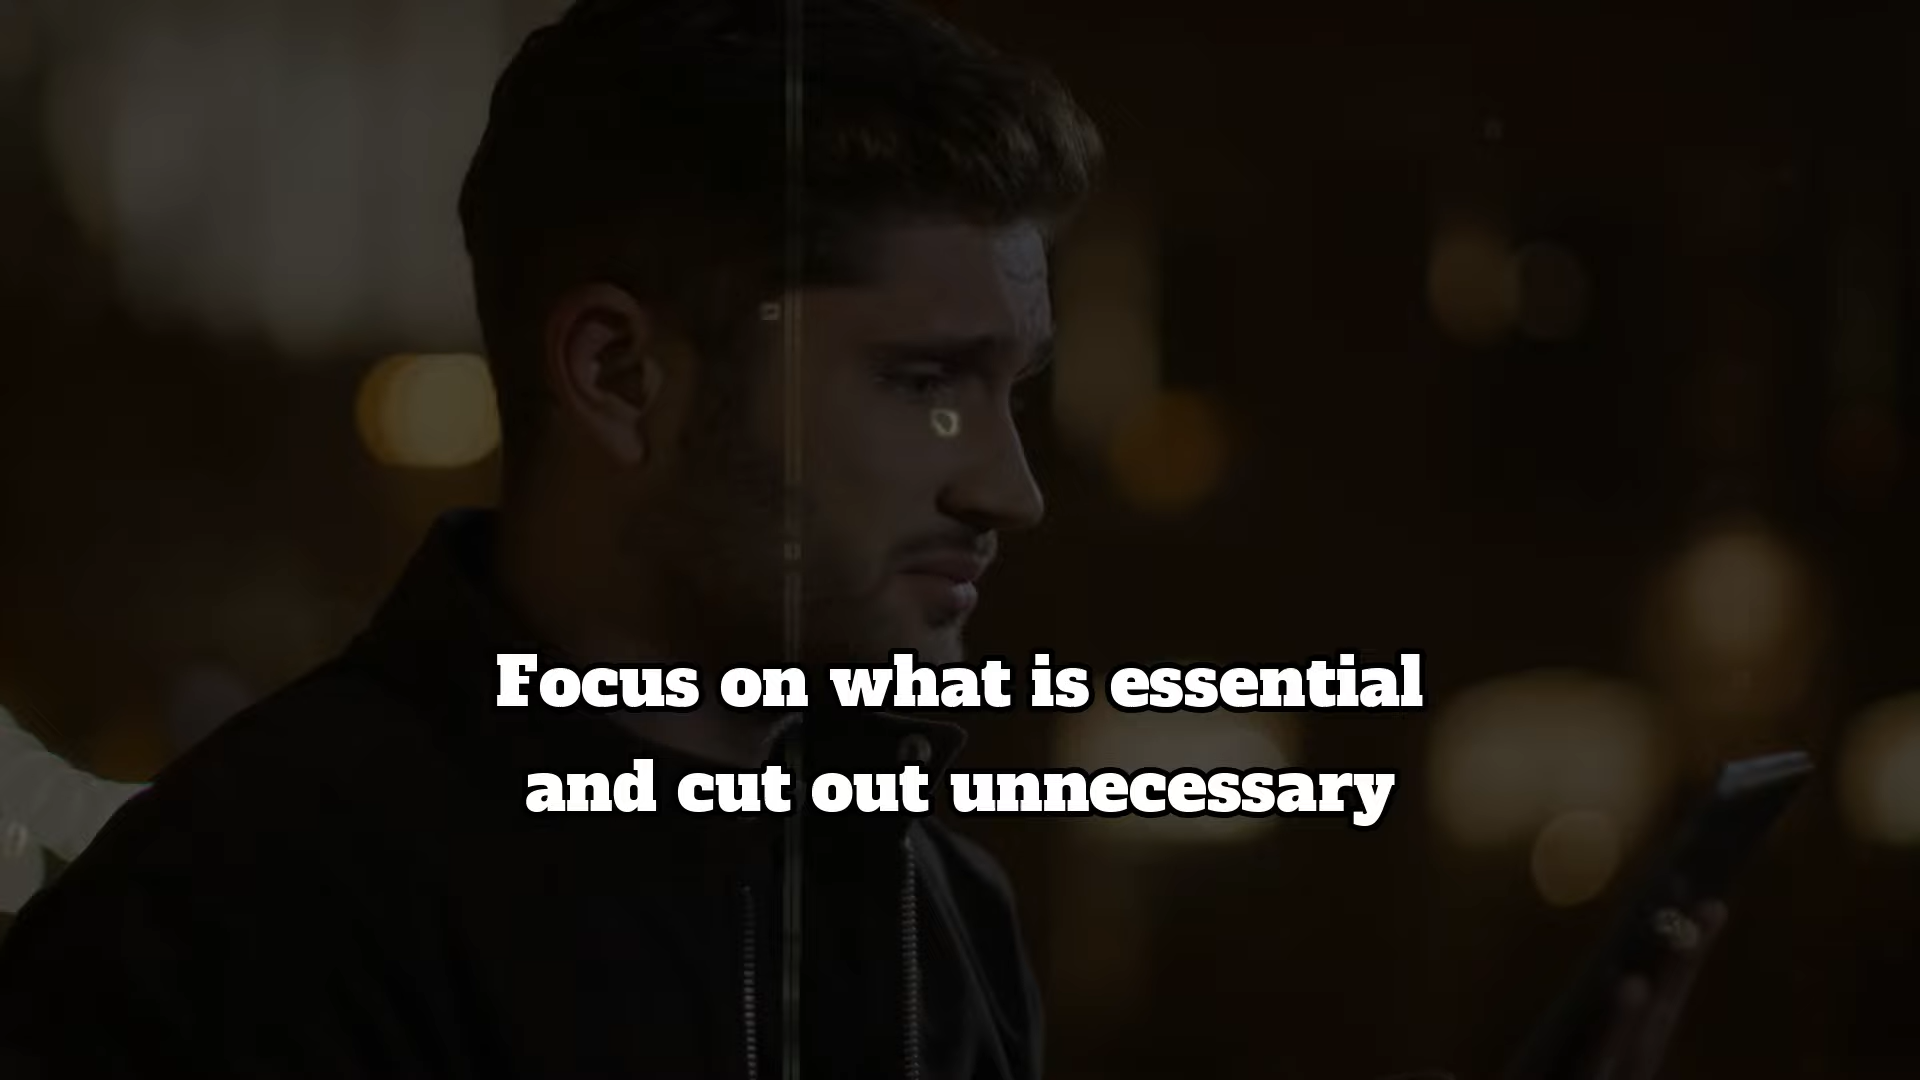 Focus on what is essential
and cut out unnecessary